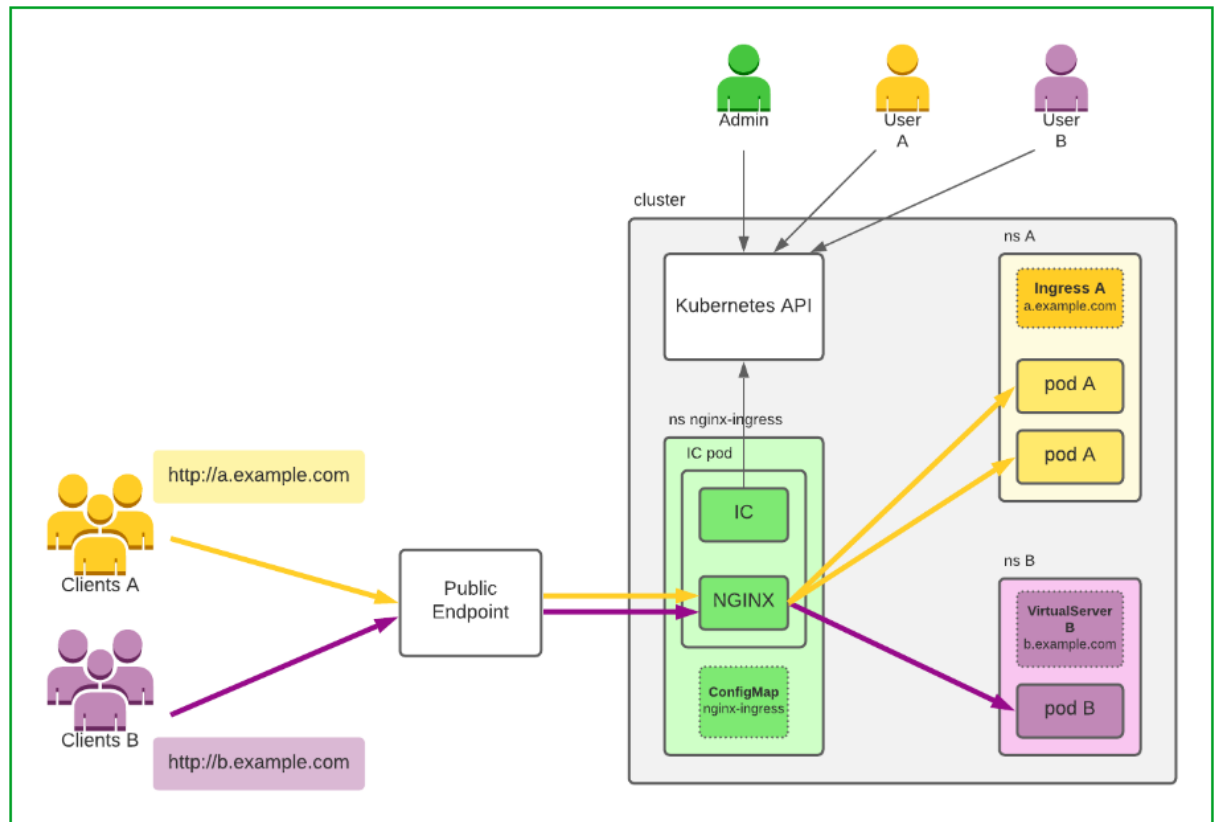 Admin
User
A
User
B
cluster
ns A
Ingress A
a.example.com
Kubernetes API
pod A
ns nginx-ingress
IC pod
pod A
http://a.example.com
IC
Clients A
ns B
Public
Endpoint
NGINX
VirtualServer
B
b.example.com
ConfigMap
nginx-ingress
pod B
Clients B
http://b.example.com